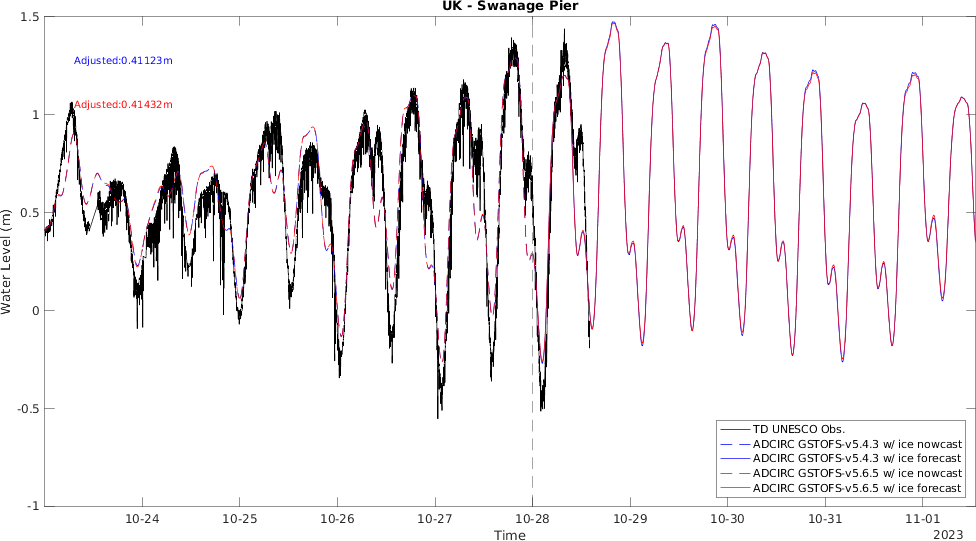 UK - Swanage Pier
Adjusted:0.41123m
Adjusted:0.41432m
Water Level (m)
1.5
1
0.5
0
-0.5
-1
TD UNESCO Obs.
ADCIRC GSTOFS-v5.4.3 w/ ice nowcast
ADCIRC GSTOFS-v5.4.3 w/ ice forecast
ADCIRC GSTOFS-v5.6.5 w/ ice nowcast
ADCIRC GSTOFS-v5.6.5 w/ ice forecast
10-24 10-25 10-26 10-27 10-28 10-29 10-30 10-31 11-01
Time
2023